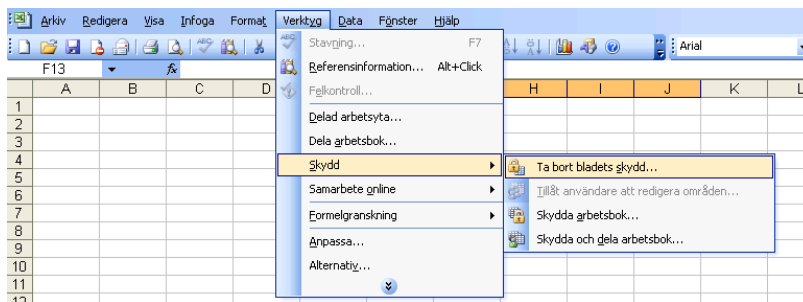 Arkiv Redigera Visa Infoga Format Verktyg Data Fönster Hjälp
Arial
F13 fx
A B C D H I J K L
1
2
3
4
5
6
7
8
9
10
11
12
Stavning... F7
Referensinformation... Alt+Click
Felkontroll...
Delad arbetsyta...
Dela arbetsbok...
Skydd
Samarbete online
Formelgranskning
Anpassa...
Alternativ...
Ta bort bladets skydd...
Tillåt användare att redigera områden...
Skydda arbetsbok...
Skydda och dela arbetsbok...